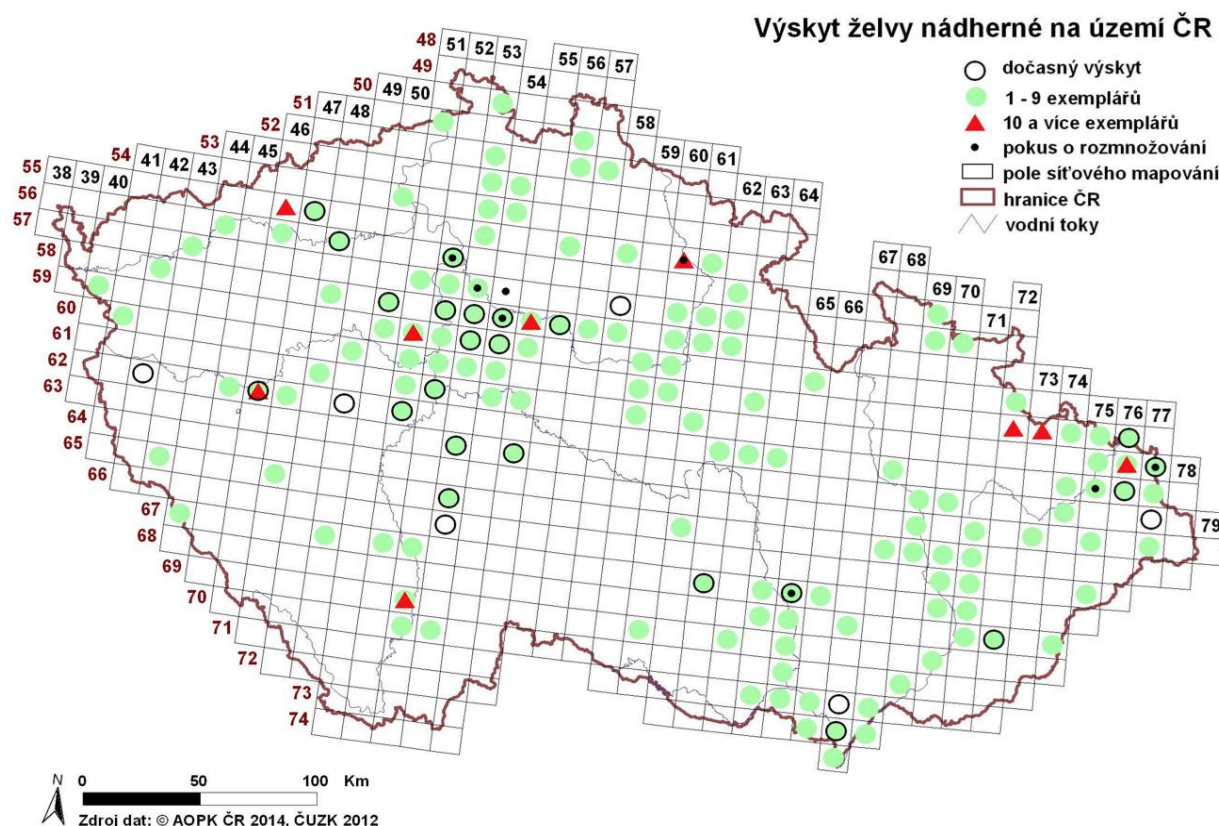 Výskyt želvy nádherné na území ČR
dočasný výskyt
1 - 9 exemplářů
10 a více exemplářů
pokus o rozmnožování
pole síťového mapování
hranice ČR
vodní toky
48 51 52 53 55 56 57
49 54
50 49 50
51 47 48 58
52 46 59 60 61
53 44 45 62 63 64
54 41 42 43
55 38 39 40
56
57
58 67 68
59 69 70 72
60 65 66 71
61
62
63 73 74
64 75 76 77
65
66 78
67 79
68
69
70
71
72
73
74
N 0 50 100 Km
Zdroj dat: © AOPK ČR 2014, ČUZK 2012